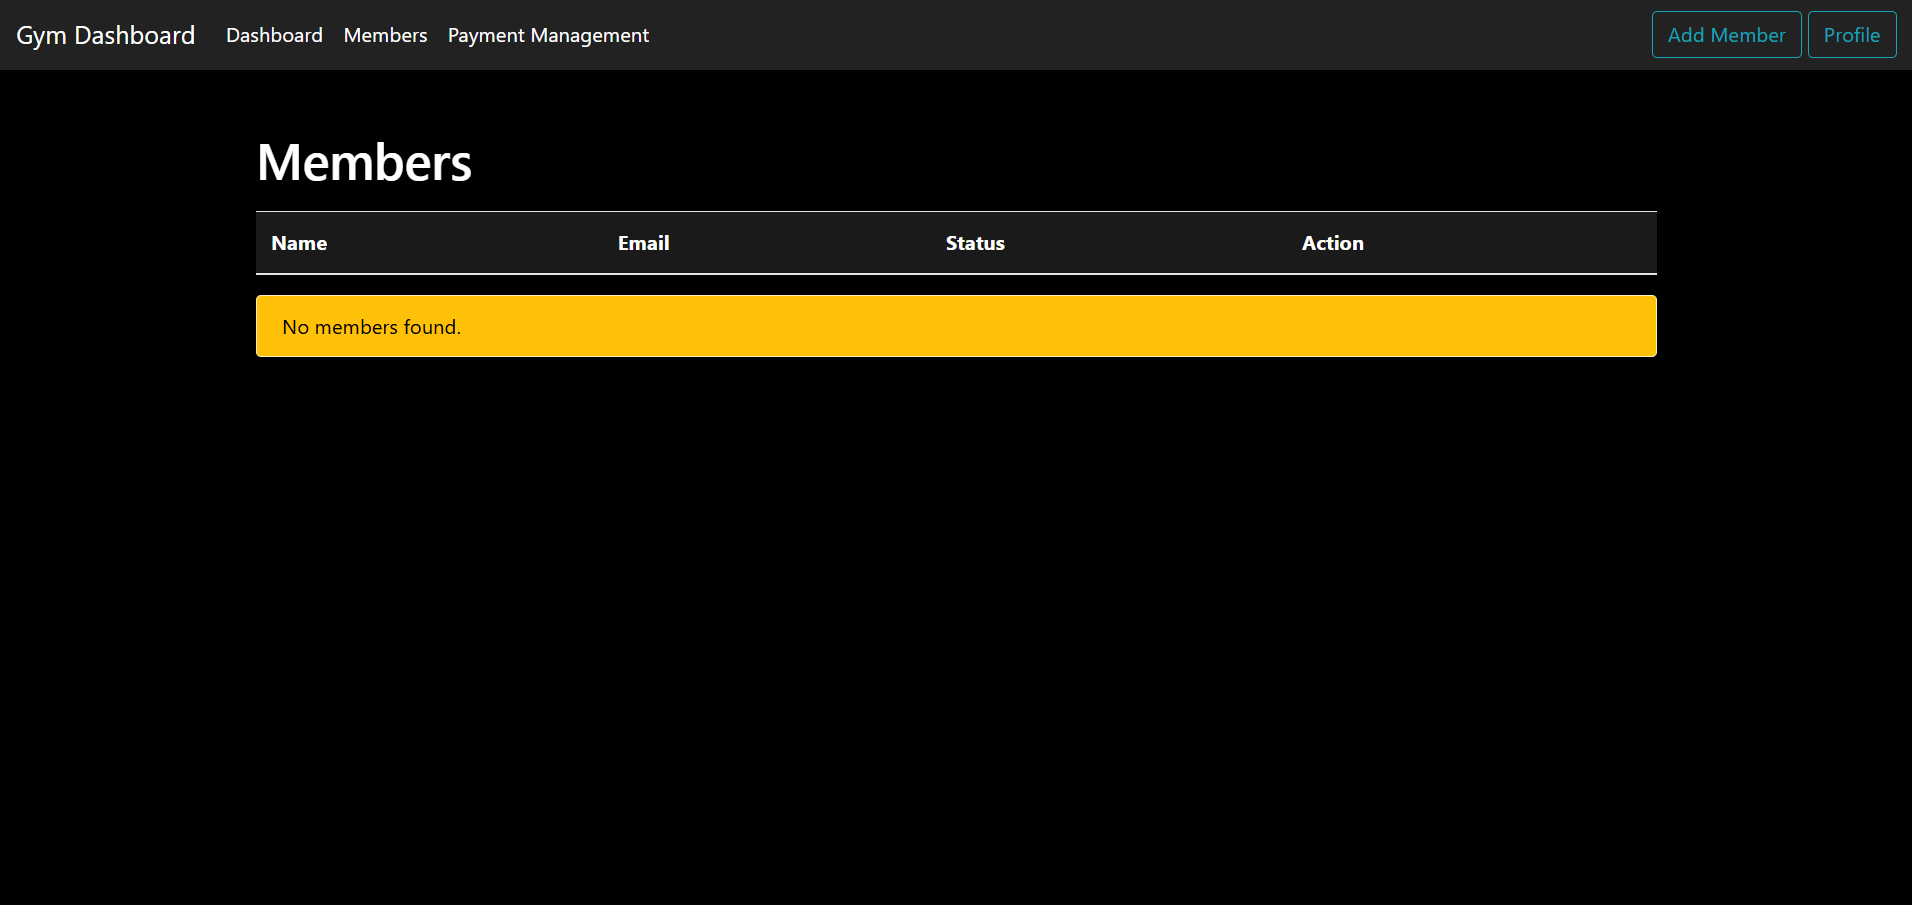 Gym Dashboard Dashboard Members Payment Management Add Member Profile
Members
Name Email Status Action
No members found.